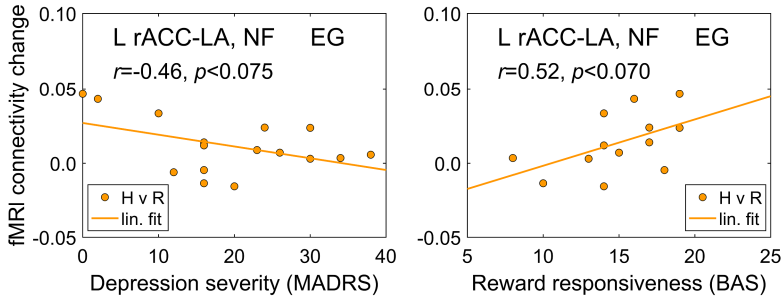 fMRI connectivity change
0.10
0.05
0.0
-0.05
L rACC-LA, NF EG
r=-0.46, p<0.075
H v R
lin. fit
0 10 20 30 40
Depression severity (MADRS)
0.10
0.05
0.0
-0.05
L rACC-LA, NF EG
r=0.52, p<0.070
H v R
lin. fit
5 10 15 20 25
Reward responsiveness (BAS)